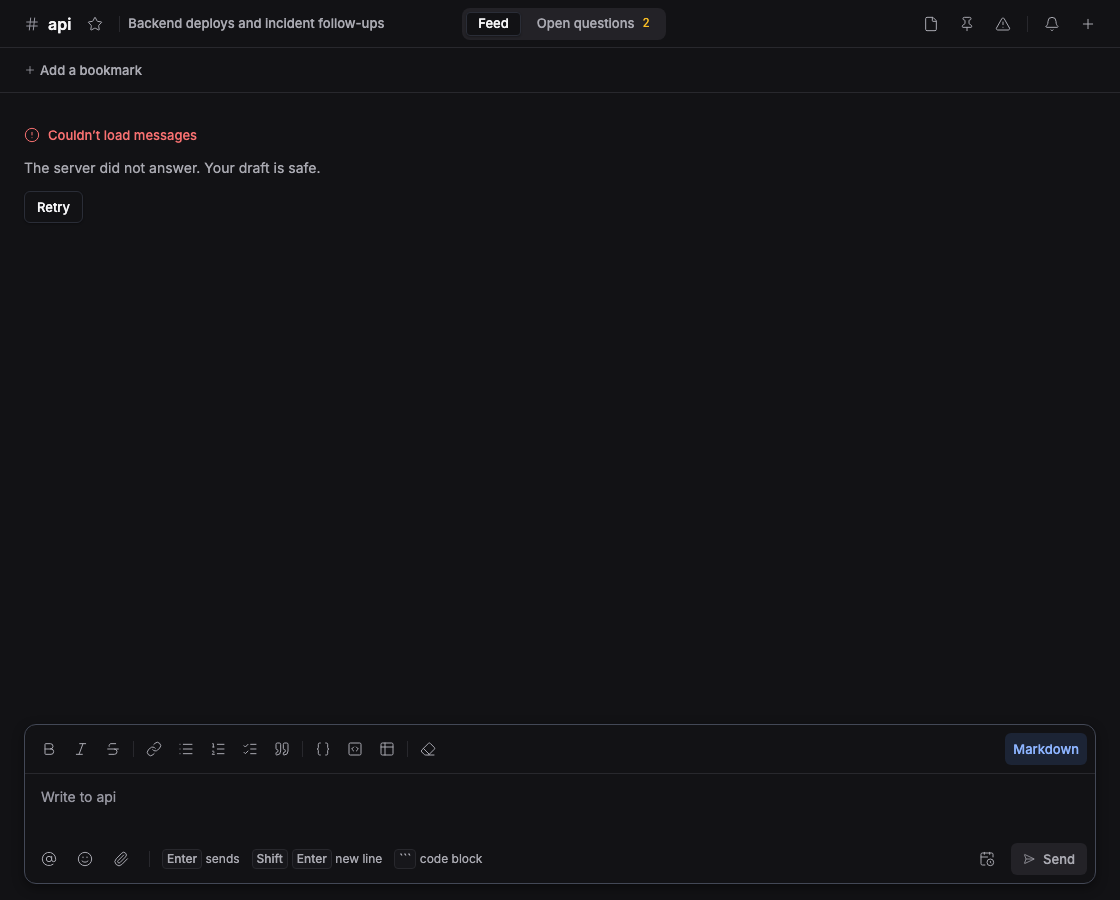 # api
Backend deploys and incident follow-ups
Feed
Open questions 2
+ Add a bookmark
Couldn't load messages
The server did not answer. Your draft is safe.
Retry
Markdown
Write to api
Enter sends
Shift Enter new line
``` code block
Send